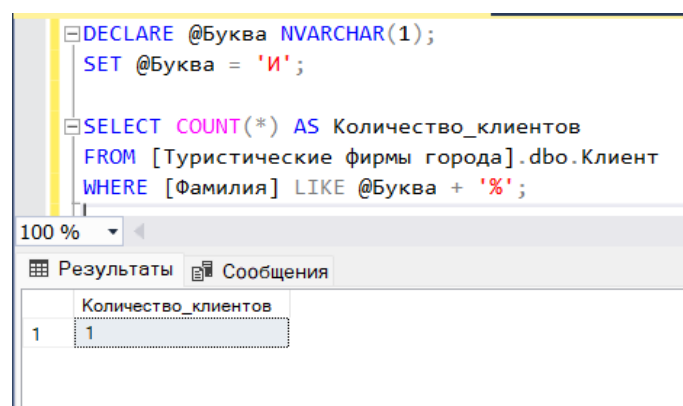 DECLARE @Буква NVARCHAR(1);
SET @Буква = 'И';
SELECT COUNT(*) AS Количество_клиентов
FROM [Туристические фирмы города].dbo.Клиент
WHERE [Фамилия] LIKE @Буква + '%';
100 %
Результаты Сообщения
Количество_клиентов
1 1